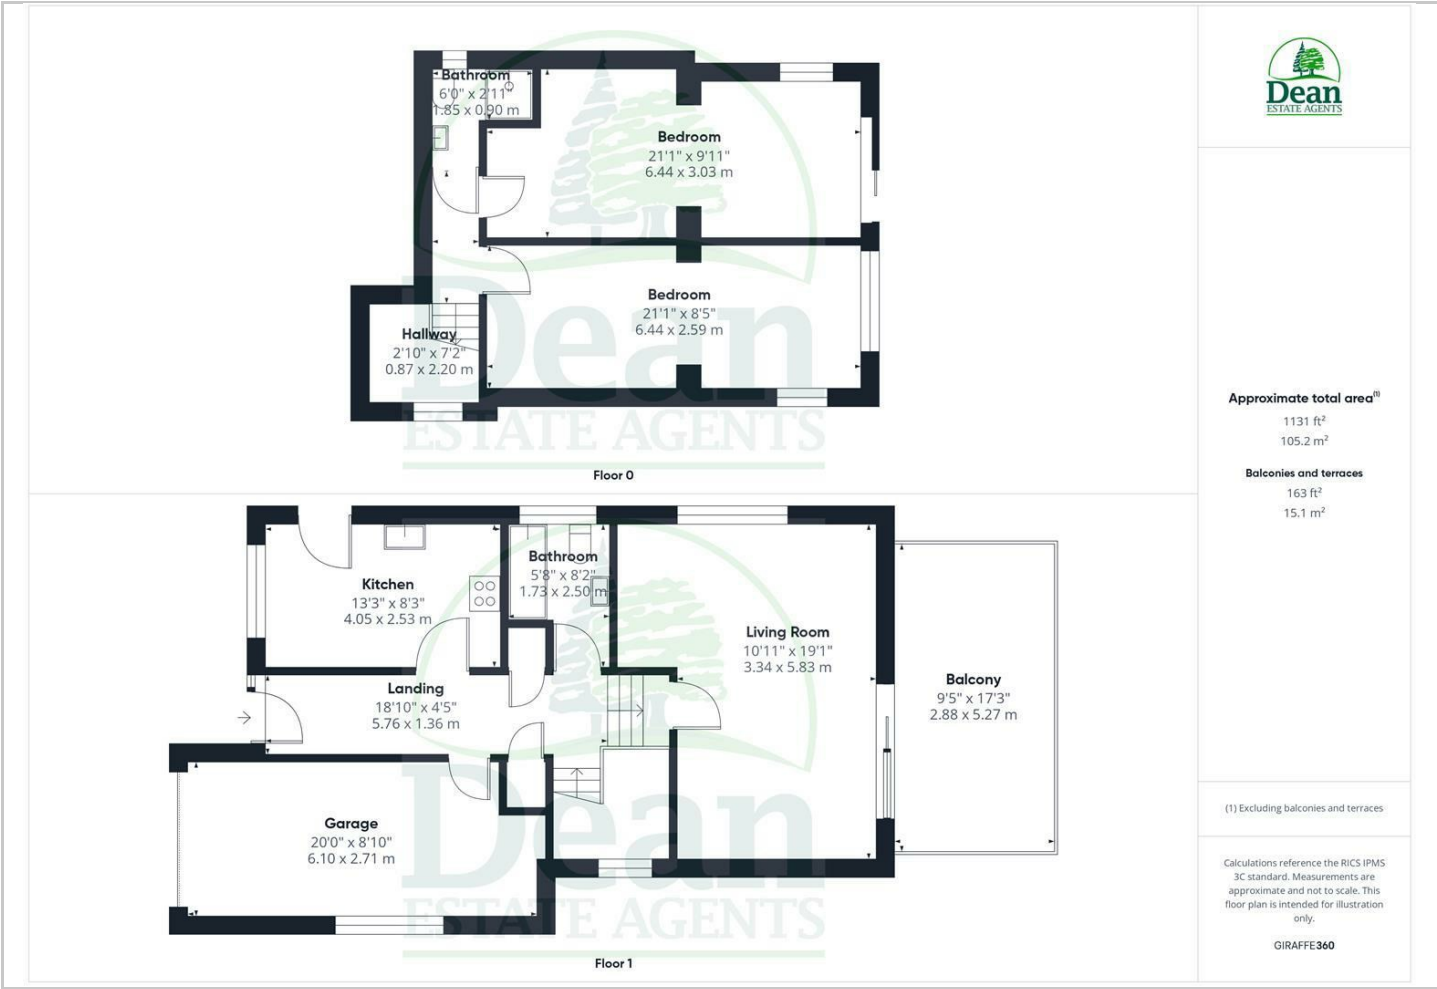 Bathroom
6'0" x 2'11"
1.85 x 0.90 m
Bedroom
21'1" x 9'11"
6.44 x 3.03 m
Bedroom
21'1" x 8'5"
6.44 x 2.59 m
Hallway
2'10" x 7'2"
0.87 x 2.20 m
Dean
ESTATE AGENTS
Floor 0
Kitchen
13'3" x 8'3"
4.05 x 2.53 m
Bathroom
5'8" x 8'2"
1.73 x 2.50 m
Living Room
10'11" x 19'1"
3.34 x 5.83 m
Landing
18'10" x 4'5"
5.76 x 1.36 m
Balcony
9'5" x 17'3"
2.88 x 5.27 m
Garage
20'0" x 8'10"
6.10 x 2.71 m
Dean
ESTATE AGENTS
Floor 1
Dean
ESTATE AGENTS
Approximate total area⁽¹⁾
1131 ft²
105.2 m²
Balconies and terraces
163 ft²
15.1 m²
(1) Excluding balconies and terraces
Calculations reference the RICS IPMS
3C standard. Measurements are
approximate and not to scale. This
floor plan is intended for illustration
only.
GIRAFFE360